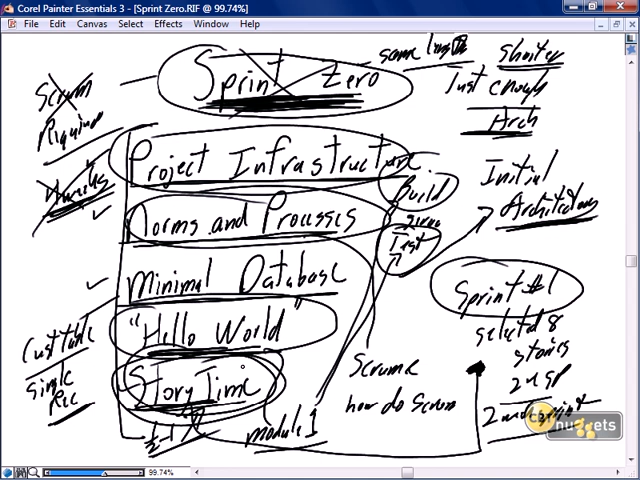 Corel Painter Essentials 3 - [Sprint Zero.RIF @ 99.74%]
File Edit Canvas Select Effects Window Help
Sprint Zero
same length
Shorter
Just enough
Arch
Scrum
Project Infrastructure
Build
Initial
Architecture
Norms and Processes
Test
Minimal Database
Sprint #1
"Hello World"
selected 8
stories
Cust table
single
Rec
Story Time
how do Scrum
module 1
cbt nuggets
99.74%